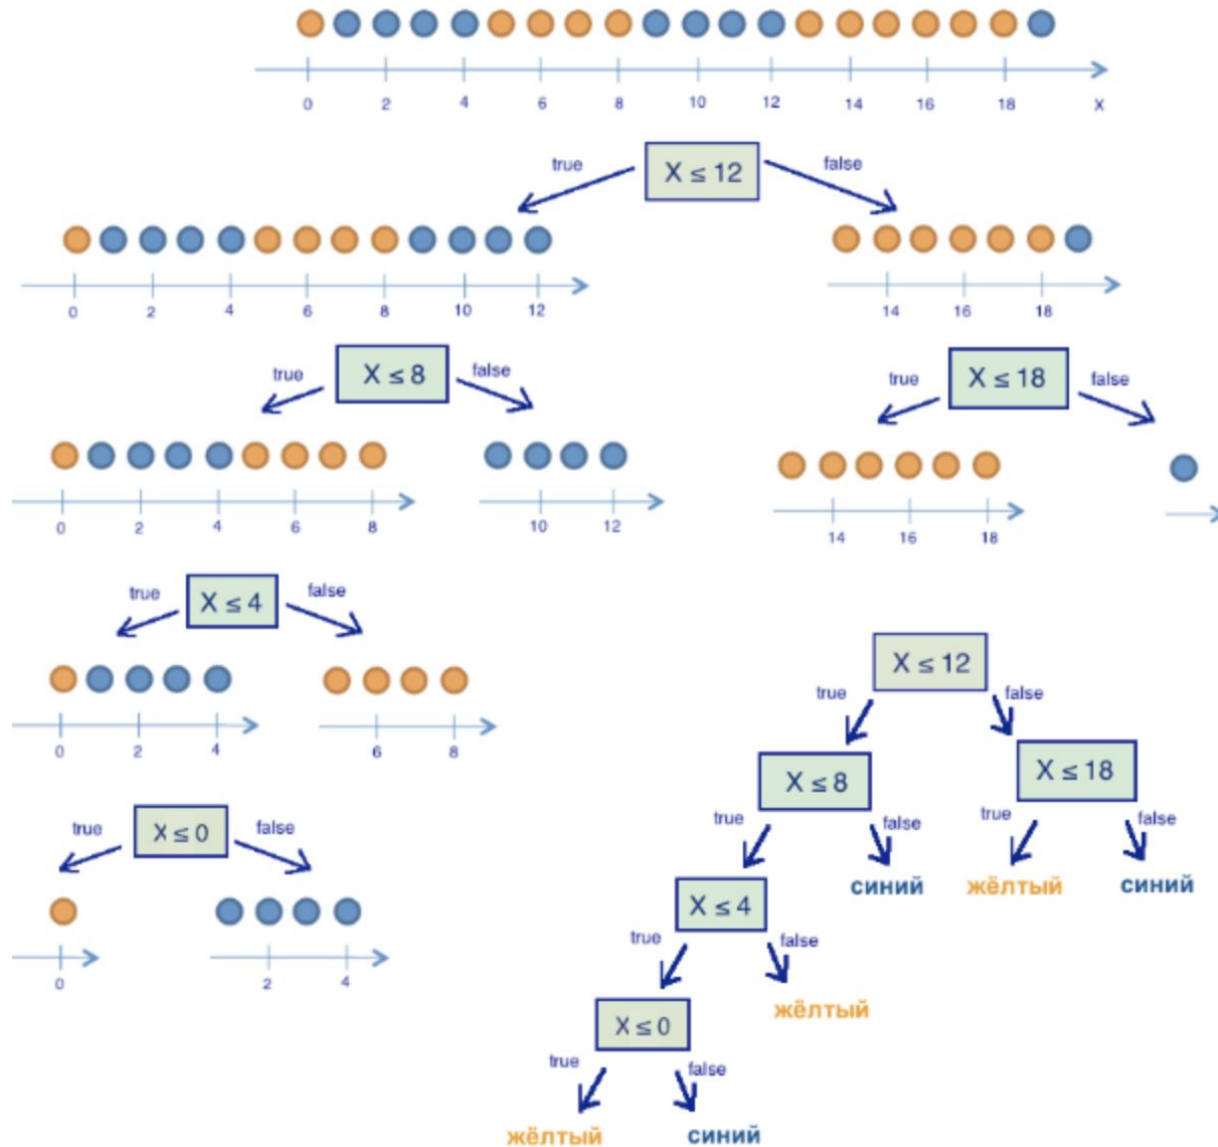 0 2 4 6 8 10 12 14 16 18 X
true X ≤ 12 false
0 2 4 6 8 10 12
14 16 18
true X ≤ 8 false
true X ≤ 18 false
0 2 4 6 8
10 12
14 16 18
true X ≤ 4 false
0 2 4
6 8
true X ≤ 0 false
0
2 4
X ≤ 12
true false
X ≤ 8 X ≤ 18
true false true false
X ≤ 4 синий жёлтый синий
true false
X ≤ 0 жёлтый
true false
жёлтый синий